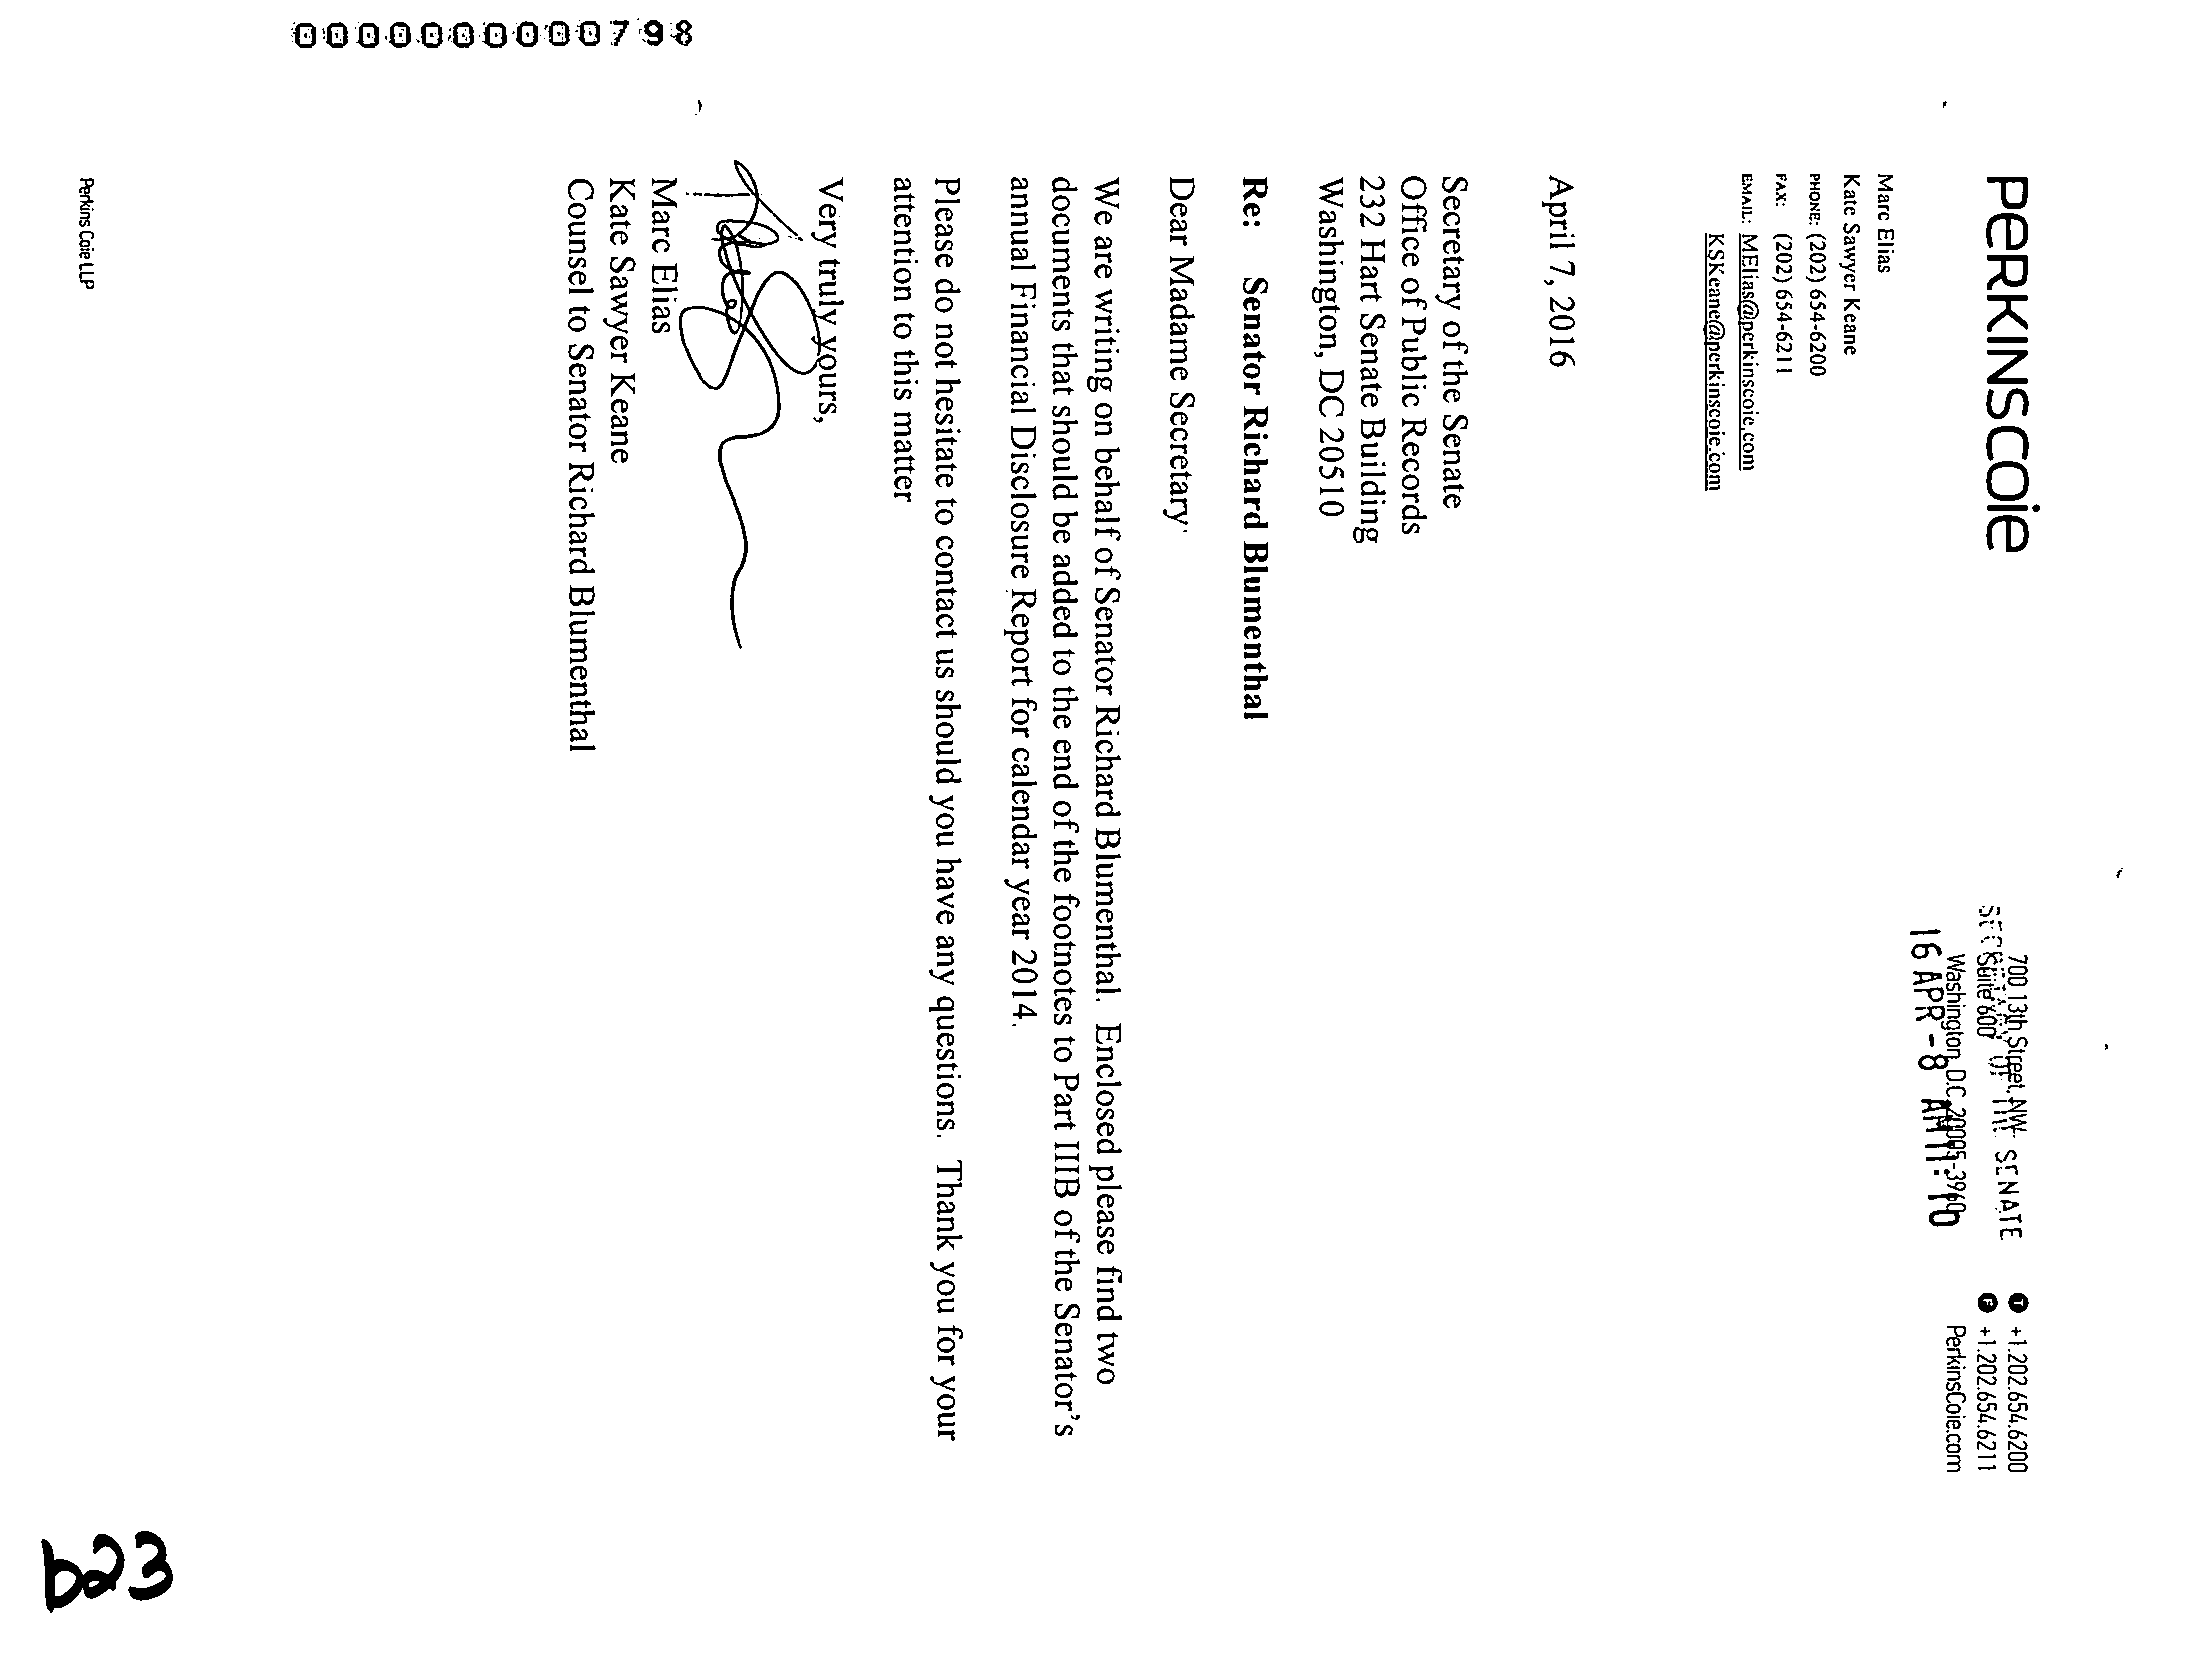 PERKINSCOIE
700 13th Street, NW
Suite 600
Washington, D.C. 20005-3960
+1.202.654.6200
+1.202.654.6211
PerkinsCoie.com
SENATE
16 APR -8 AM 11:10
Marc Elias
Kate Sawyer Keane
PHONE: (202) 654-6200
FAX: (202) 654-6211
EMAIL: MElias@perkinscoie.com
KSKeane@perkinscoie.com
April 7, 2016
Secretary of the Senate
Office of Public Records
232 Hart Senate Building
Washington, DC 20510
Re: Senator Richard Blumenthal
Dear Madame Secretary
We are writing on behalf of Senator Richard Blumenthal. Enclosed please find two
documents that should be added to the end of the footnotes to Part IIIB of the Senator's
annual Financial Disclosure Report for calendar year 2014.
Please do not hesitate to contact us should you have any questions. Thank you for your
attention to this matter
Very truly yours,
Marc Elias
Kate Sawyer Keane
Counsel to Senator Richard Blumenthal
Perkins Coie LLP
0000000000798
b23